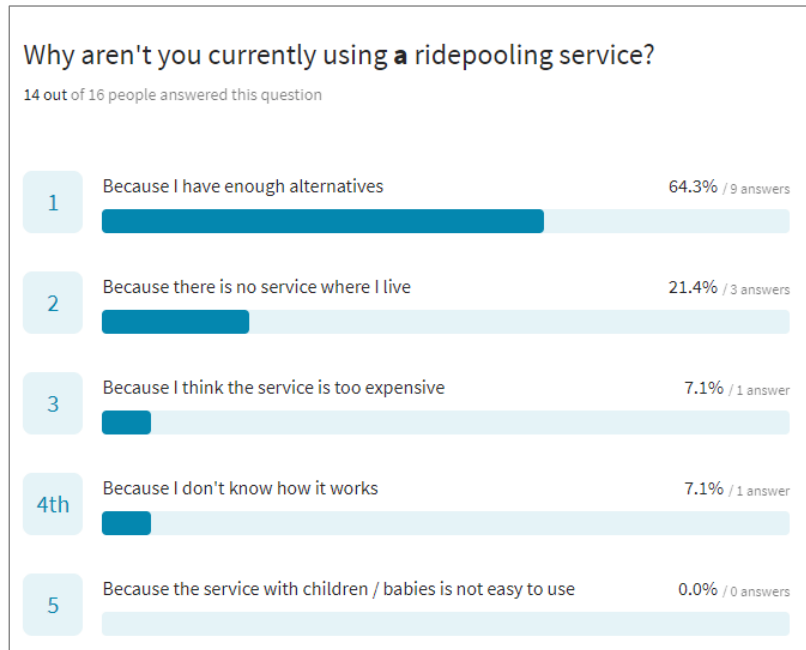 Why aren't you currently using a ridepooling service?
14 out of 16 people answered this question
1
Because I have enough alternatives
64.3% / 9 answers
2
Because there is no service where I live
21.4% / 3 answers
3
Because I think the service is too expensive
7.1% / 1 answer
4th
Because I don't know how it works
7.1% / 1 answer
5
Because the service with children / babies is not easy to use
0.0% / 0 answers